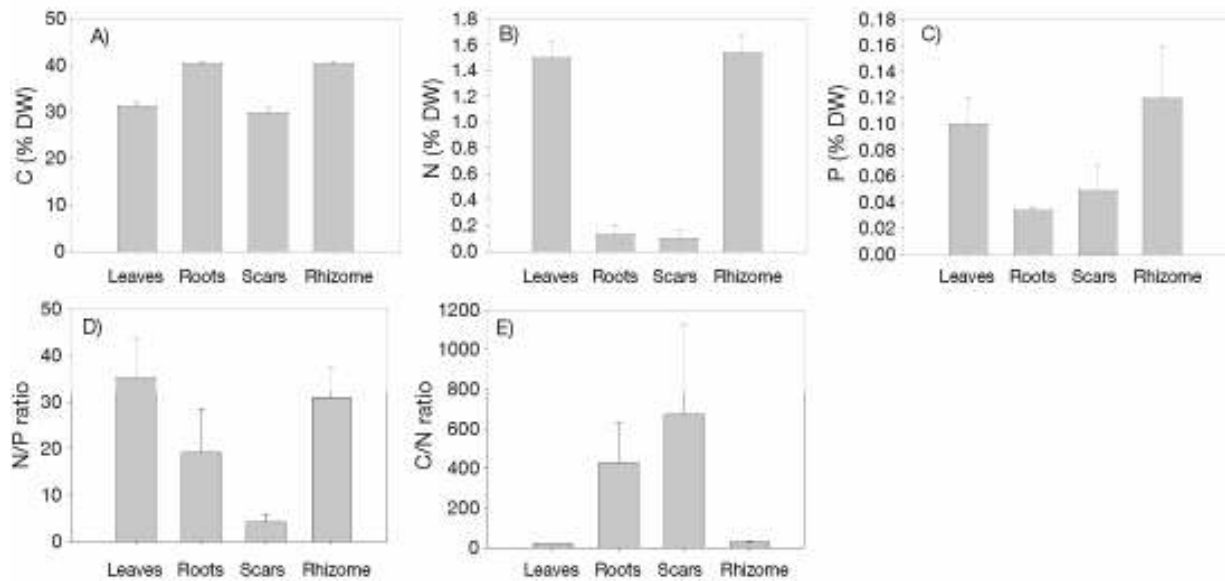 A)
C (% DW)
50
40
30
20
10
0
Leaves Roots Scars Rhizome
B)
N (% DW)
1.8
1.6
1.4
1.2
1.0
0.8
0.6
0.4
0.2
0.0
Leaves Roots Scars Rhizome
C)
P (% DW)
0.18
0.16
0.14
0.12
0.10
0.08
0.06
0.04
0.02
0.00
Leaves Roots Scars Rhizome
D)
N/P ratio
50
40
30
20
10
0
Leaves Roots Scars Rhizome
E)
C/N ratio
1200
1000
800
600
400
200
0
Leaves Roots Scars Rhizome